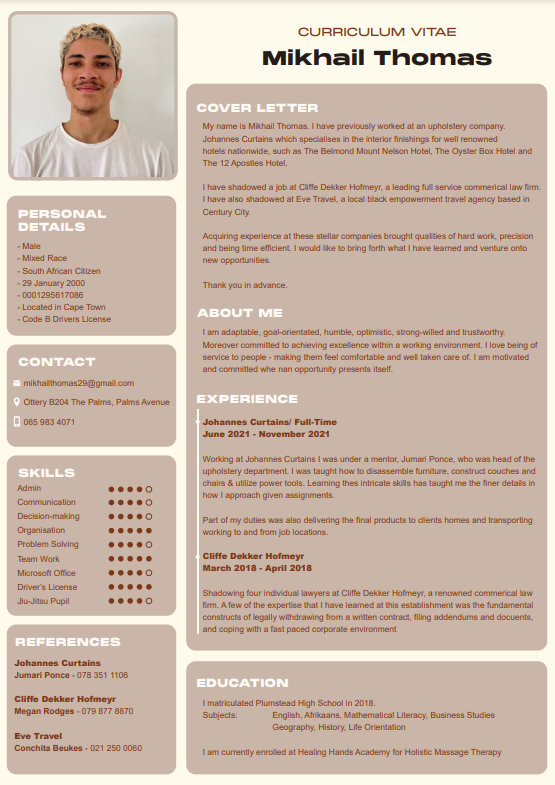 CURRICULUM VITAE
Mikhail Thomas
PERSONAL
DETAILS
- Male
- Mixed Race
- South African Citizen
- 29 January 2000
- 0001295617086
- Located in Cape Town
- Code B Drivers License
CONTACT
mikhailthomas29@gmail.com
Ottery B204 The Palms, Palms Avenue
065 983 4071
SKILLS
Admin
Communication
Decision-making
Organisation
Problem Solving
Team Work
Microsoft Office
Driver's License
Jiu-Jitsu Pupil
REFERENCES
Johannes Curtains
Jumari Ponce - 078 351 1106
Cliffe Dekker Hofmeyr
Megan Rodges - 079 877 8870
Eve Travel
Conchita Beukes - 021 250 0060
COVER LETTER
My name is Mikhail Thomas. I have previously worked at an upholstery company.
Johannes Curtains which specialises in the interior finishings for well renowned
hotels nationwide, such as The Belmond Mount Nelson Hotel, The Oyster Box Hotel and
The 12 Apostles Hotel.
I have shadowed a job at Cliffe Dekker Hofmeyr, a leading full service commerical law firm.
I have also shadowed at Eve Travel, a local black empowerment travel agency based in
Century City.
Acquiring experience at these stellar companies brought qualities of hard work, precision
and being time efficient. I would like to bring forth what I have learned and venture onto
new opportunities.
Thank you in advance.
ABOUT ME
I am adaptable, goal-orientated, humble, optimistic, strong-willed and trustworthy.
Moreover committed to achieving excellence within a working environment. I love being of
service to people - making them feel comfortable and well taken care of. I am motivated
and committed whe nan opportunity presents itself.
EXPERIENCE
Johannes Curtains/ Full-Time
June 2021 - November 2021
Working at Johannes Curtains I was under a mentor, Jumari Ponce, who was head of the
upholstery department. I was taught how to disassemble furniture, construct couches and
chairs & utilize power tools. Learning thes intricate skills has taught me the finer details in
how I approach given assignments.
Part of my duties was also delivering the final products to clients homes and transporting
working to and from job locations.
Cliffe Dekker Hofmeyr
March 2018 - April 2018
Shadowing four individual lawyers at Cliffe Dekker Hofmeyr, a renowned commerical law
firm. A few of the expertise that I have learned at this establishment was the fundamental
constructs of legally withdrawing from a written contract, filing addendums and docuents,
and coping with a fast paced corporate environment
EDUCATION
I matriculated Plumstead High School in 2018.
Subjects: English, Afrikaans, Mathematical Literacy, Business Studies
Geography, History, Life Orientation
I am currently enrolled at Healing Hands Academy for Holistic Massage Therapy